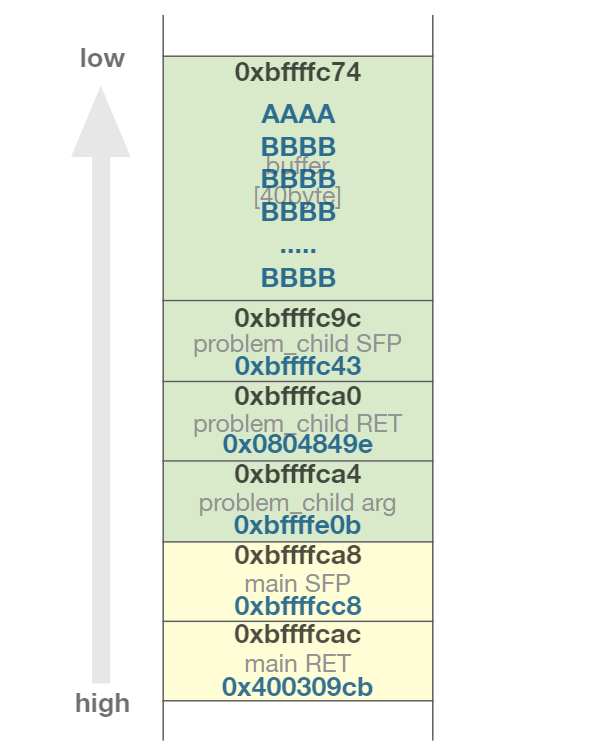 low
0xbffffc74
AAAA
BBBB
buffer
BBBB
[40byte]
BBBB
.....
BBBB
0xbffffc9c
problem_child SFP
0xbffffc43
0xbffffca0
problem_child RET
0x0804849e
0xbffffca4
problem_child arg
0xbffffe0b
0xbffffca8
main SFP
0xbffffcc8
0xbffffcac
main RET
0x400309cb
high